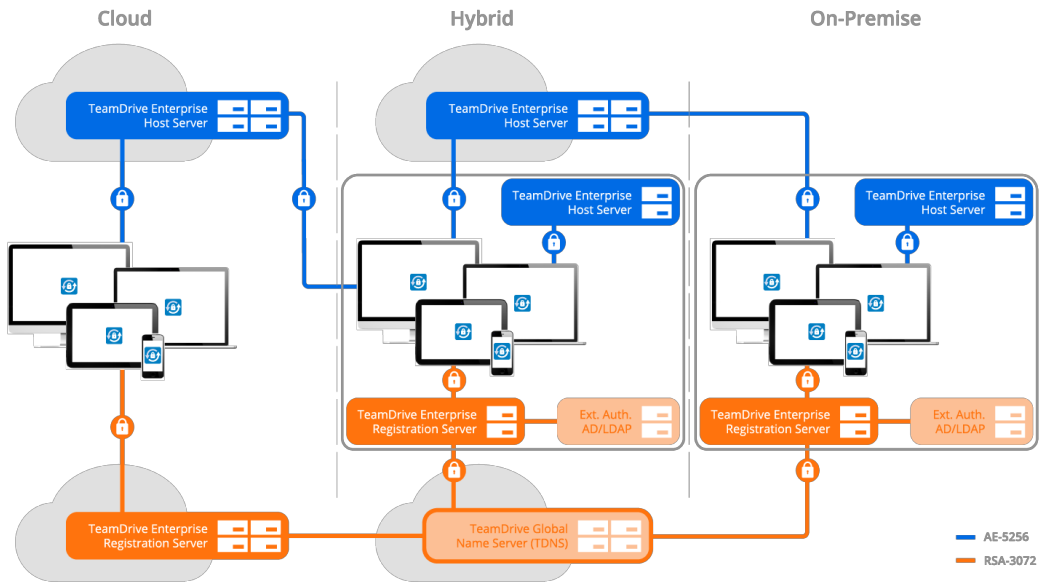 Cloud
Hybrid
On-Premise
TeamDrive Enterprise
Host Server
TeamDrive Enterprise
Host Server
TeamDrive Enterprise
Host Server
TeamDrive Enterprise
Host Server
TeamDrive Enterprise
Registration Server
Ext. Auth.
AD/LDAP
TeamDrive Enterprise
Registration Server
Ext. Auth.
AD/LDAP
TeamDrive Enterprise
Registration Server
TeamDrive Global
Name Server (TDNS)
AE-5256
RSA-3072